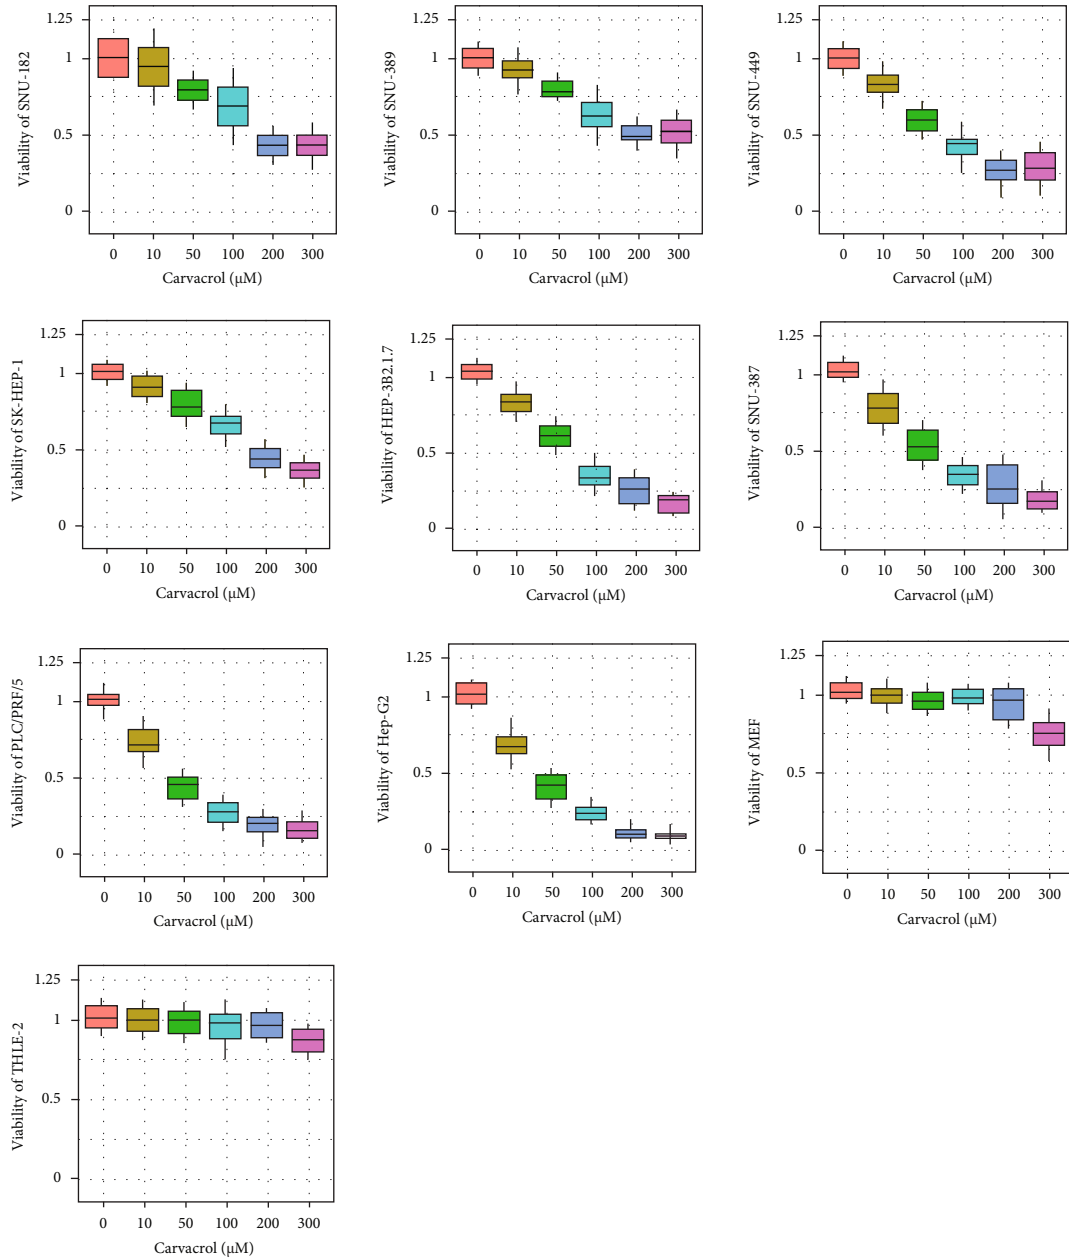 Viability of SNU-182
1.25
1
0.5
0
0 10 50 100 200 300
Carvacrol (μM)
Viability of SNU-389
1.25
1
0.5
0
0 10 50 100 200 300
Carvacrol (μM)
Viability of SNU-449
1.25
1
0.5
0
0 10 50 100 200 300
Carvacrol (μM)
Viability of SK-HEP-1
1.25
1
0.5
0
0 10 50 100 200 300
Carvacrol (μM)
Viability of HEP-3B2.1.7
1.25
1
0.5
0
0 10 50 100 200 300
Carvacrol (μM)
Viability of SNU-387
1.25
1
0.5
0
0 10 50 100 200 300
Carvacrol (μM)
Viability of PLC/PRF/5
1.25
1
0.5
0
0 10 50 100 200 300
Carvacrol (μM)
Viability of Hep-G2
1.25
1
0.5
0
0 10 50 100 200 300
Carvacrol (μM)
Viability of MEF
1.25
1
0.5
0
0 10 50 100 200 300
Carvacrol (μM)
Viability of THLE-2
1.25
1
0.5
0
0 10 50 100 200 300
Carvacrol (μM)